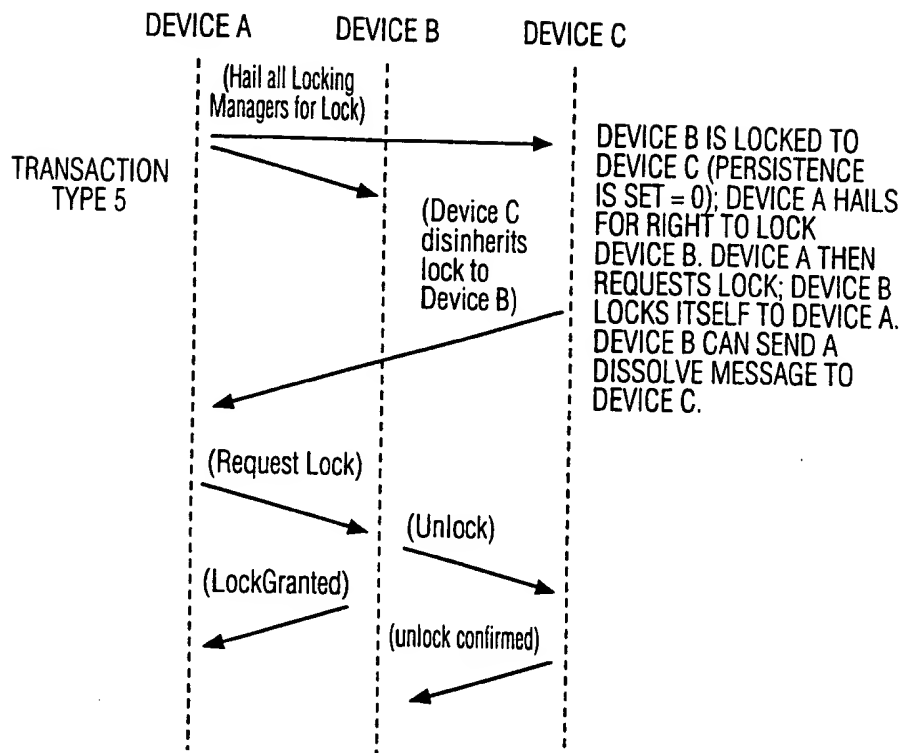 DEVICE A
DEVICE B
DEVICE C
(Hail all Locking
Managers for Lock)
TRANSACTION
TYPE 5
(Device C
disinherits
lock to
Device B)
DEVICE B IS LOCKED TO
DEVICE C (PERSISTENCE
IS SET = 0); DEVICE A HAILS
FOR RIGHT TO LOCK
DEVICE B. DEVICE A THEN
REQUESTS LOCK; DEVICE B
LOCKS ITSELF TO DEVICE A.
DEVICE B CAN SEND A
DISSOLVE MESSAGE TO
DEVICE C.
(Request Lock)
(Unlock)
(LockGranted)
(unlock confirmed)